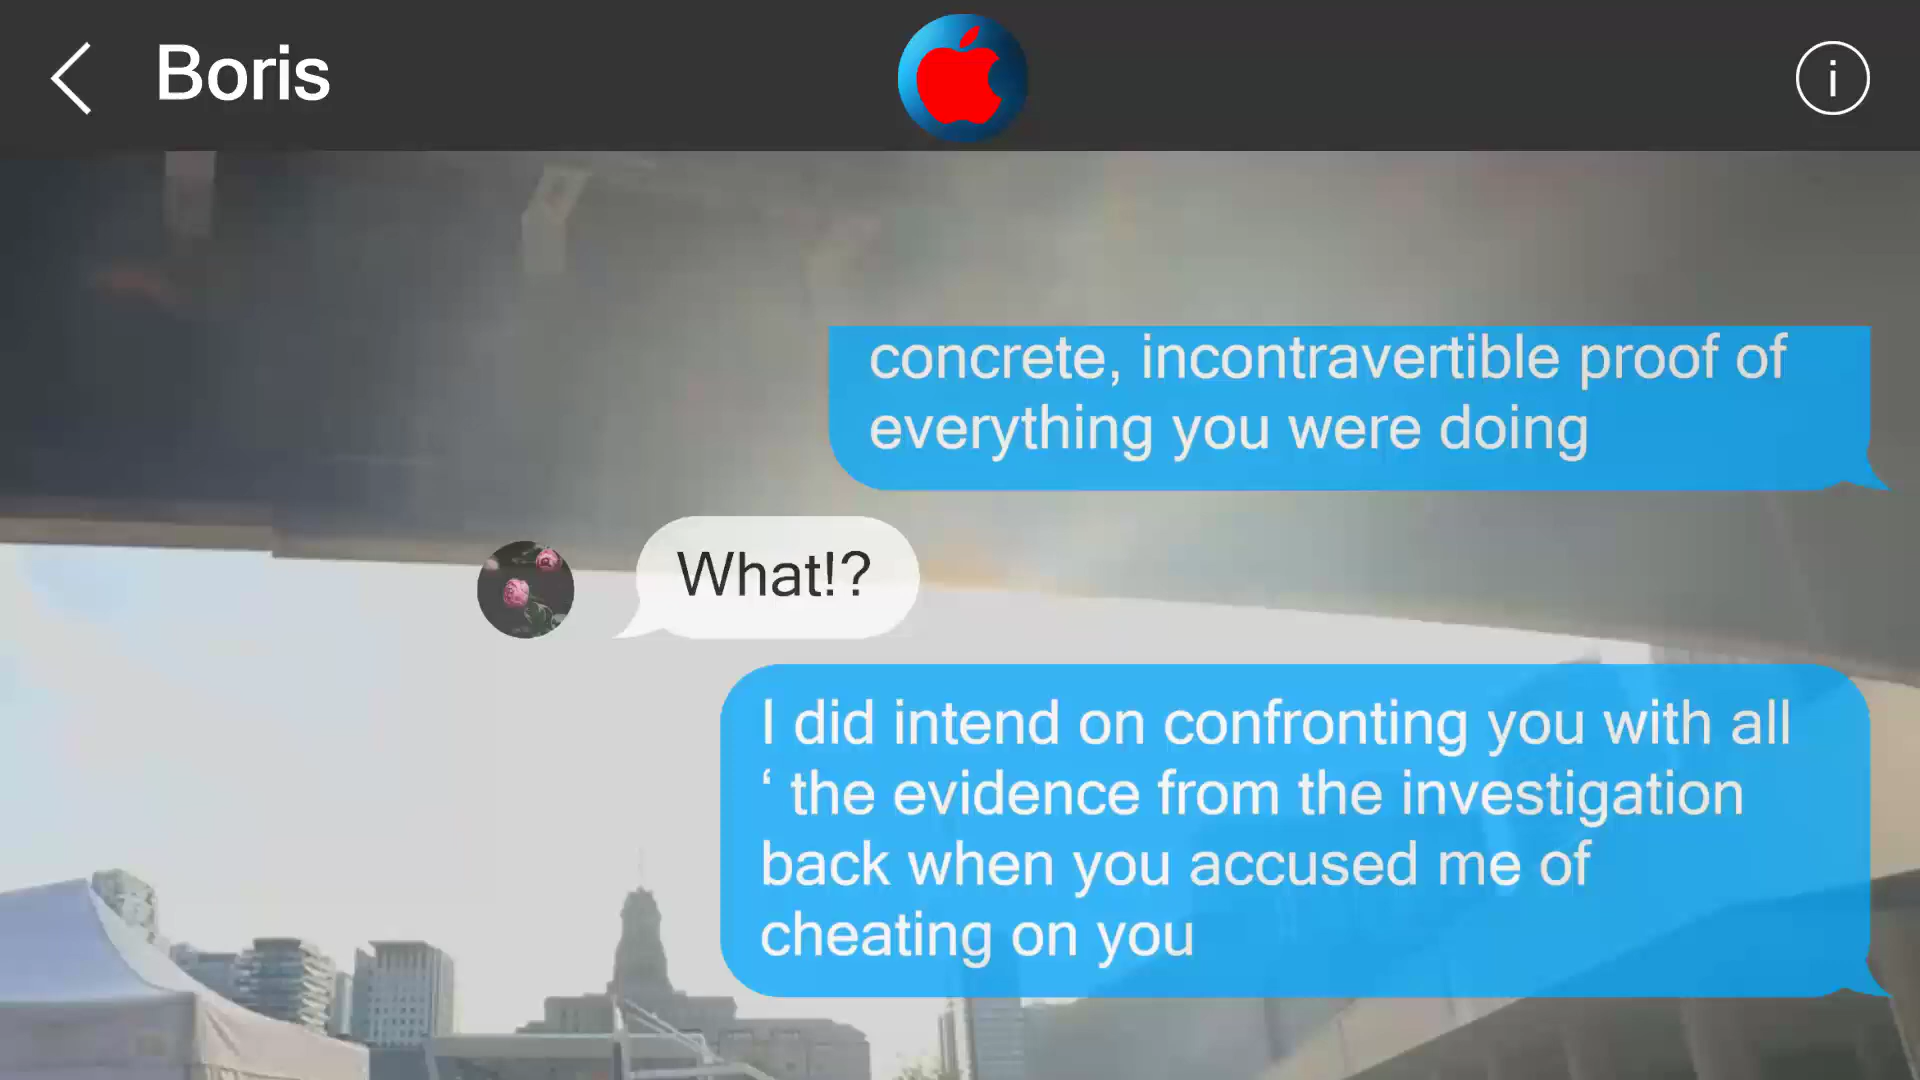 Boris
i
concrete, incontravertible proof of
everything you were doing
What!?
I did intend on confronting you with all
‘ the evidence from the investigation
back when you accused me of
cheating on you